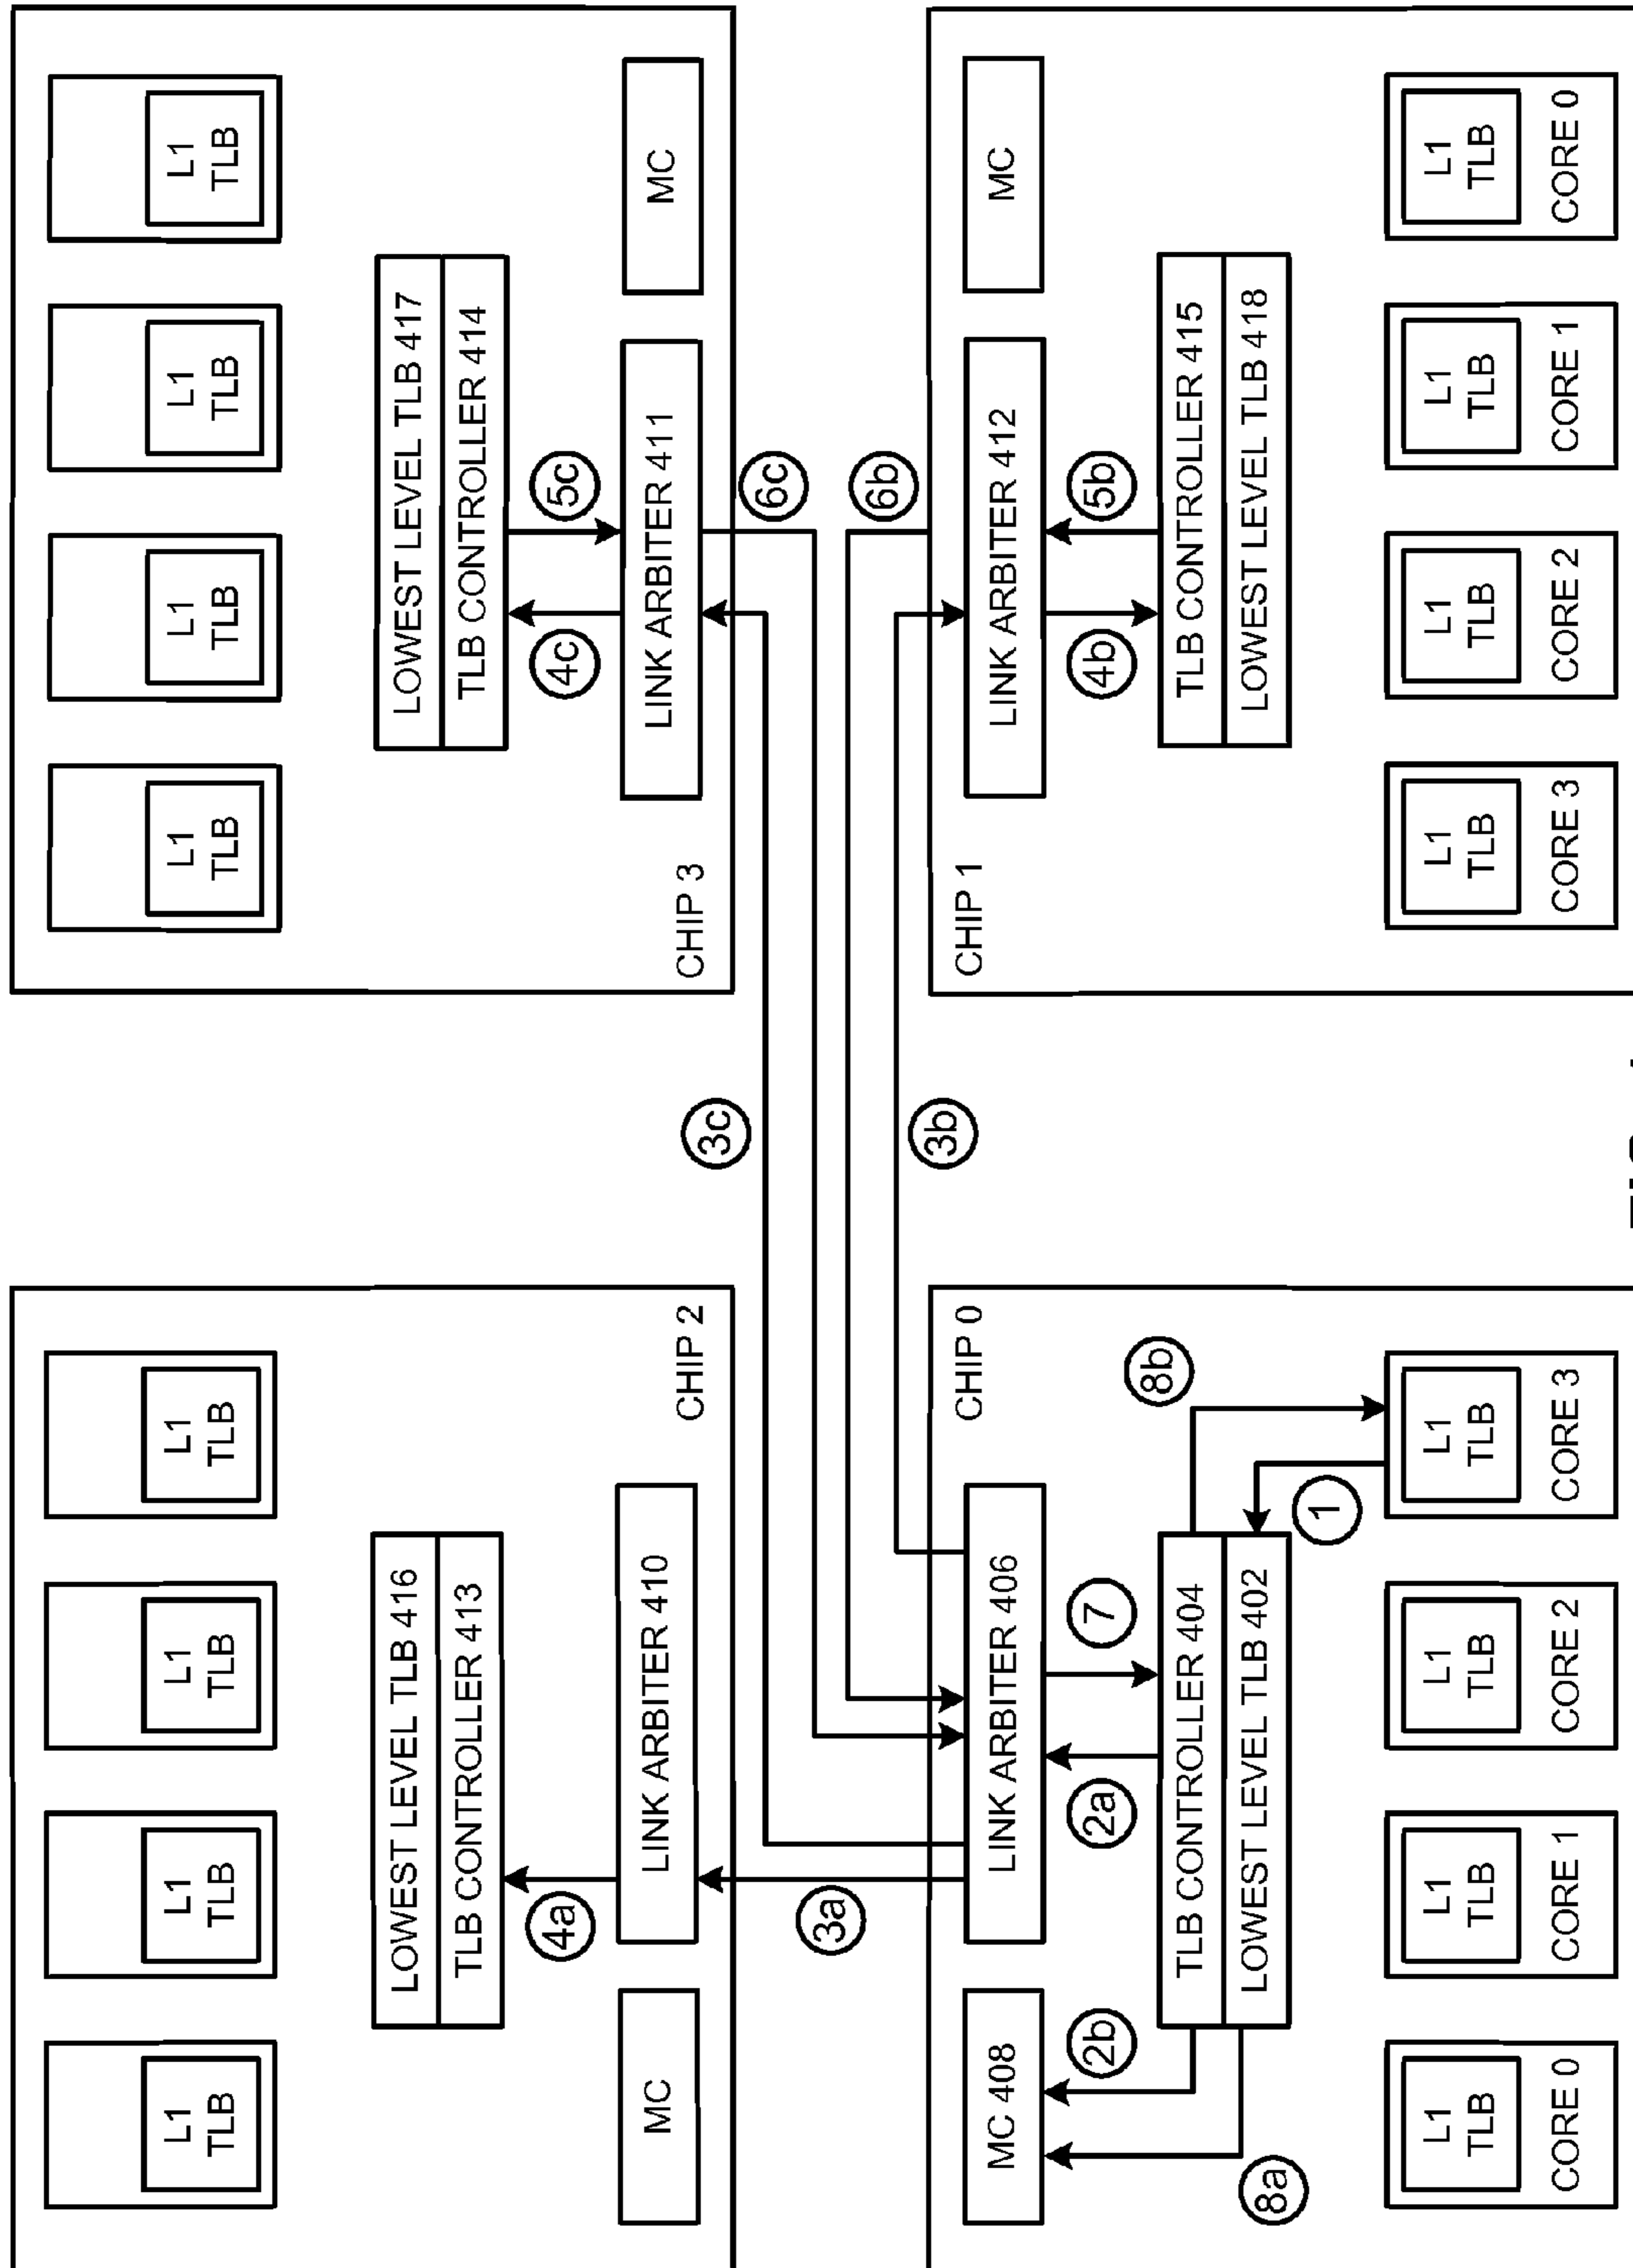 L1
TLB
L1
TLB
L1
TLB
L1
TLB
LOWEST LEVEL TLB 416
TLB CONTROLLER 413
4a
MC
LINK ARBITER 410
CHIP 2
L1
TLB
L1
TLB
L1
TLB
L1
TLB
LOWEST LEVEL TLB 417
TLB CONTROLLER 414
4c
5c
CHIP 3
LINK ARBITER 411
MC
3a
3c
6c
3b
6b
CHIP 0
MC 408
LINK ARBITER 406
2b
2a
7
8b
TLB CONTROLLER 404
LOWEST LEVEL TLB 402
8a
1
L1
TLB
CORE 0
L1
TLB
CORE 1
L1
TLB
CORE 2
L1
TLB
CORE 3
CHIP 1
LINK ARBITER 412
MC
4b
5b
TLB CONTROLLER 415
LOWEST LEVEL TLB 418
L1
TLB
CORE 3
L1
TLB
CORE 2
L1
TLB
CORE 1
L1
TLB
CORE 0